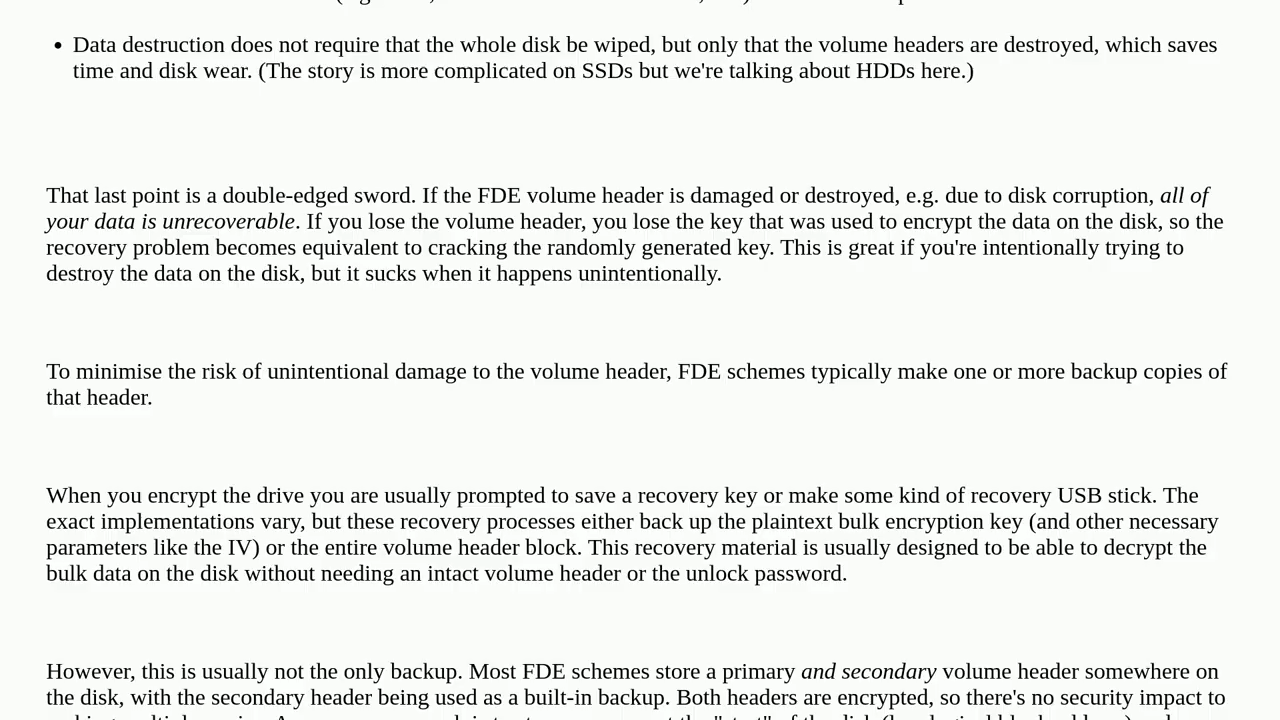 Data destruction does not require that the whole disk be wiped, but only that the volume headers are destroyed, which saves
time and disk wear. (The story is more complicated on SSDs but we're talking about HDDs here.)
That last point is a double-edged sword. If the FDE volume header is damaged or destroyed, e.g. due to disk corruption, all of
your data is unrecoverable. If you lose the volume header, you lose the key that was used to encrypt the data on the disk, so the
recovery problem becomes equivalent to cracking the randomly generated key. This is great if you're intentionally trying to
destroy the data on the disk, but it sucks when it happens unintentionally.
To minimise the risk of unintentional damage to the volume header, FDE schemes typically make one or more backup copies of
that header.
When you encrypt the drive you are usually prompted to save a recovery key or make some kind of recovery USB stick. The
exact implementations vary, but these recovery processes either back up the plaintext bulk encryption key (and other necessary
parameters like the IV) or the entire volume header block. This recovery material is usually designed to be able to decrypt the
bulk data on the disk without needing an intact volume header or the unlock password.
However, this is usually not the only backup. Most FDE schemes store a primary and secondary volume header somewhere on
the disk, with the secondary header being used as a built-in backup. Both headers are encrypted, so there's no security impact to